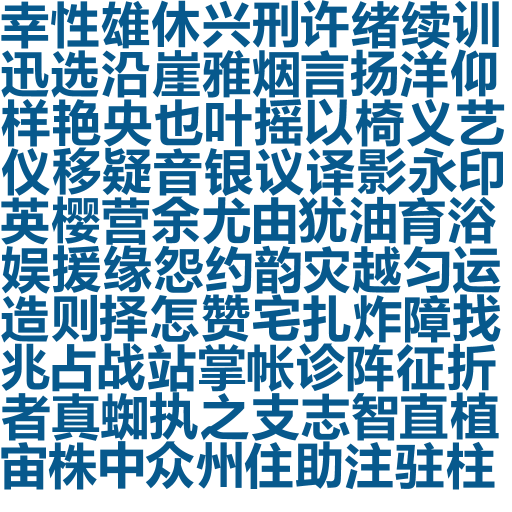 幸性雄休兴刑许绪续训
迅选沿崖雅烟言扬洋仰
样艳央也叶摇以椅义艺
仪移疑音银议译影永印
英樱营余尤由犹油育浴
娱援缘怨约韵灾越匀运
造则择怎赞宅扎炸障找
兆占战站掌帐诊阵征折
者真蜘执之支志智直植
宙株中众州住助注驻柱